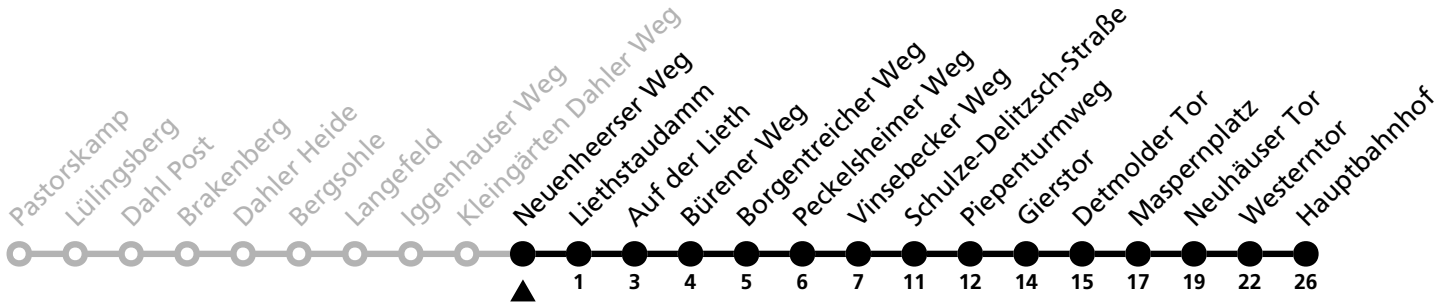 Pastorskamp
Lülingsberg
Dahl Post
Brakenberg
Dahler Heide
Bergsohle
Langefeld
Iggenhauser Weg
Kleingärten Dahler Weg
Neuenheerser Weg
Liethstaudamm
Auf der Lieth
Bürener Weg
Borgentreicher Weg
Peckelsheimer Weg
Vinsebecker Weg
Schulze-Delitzsch-Straße
Piepenturmweg
Gierstor
Detmolder Tor
Maspernplatz
Neuhäuser Tor
Westerntor
Hauptbahnhof
1 3 4 5 6 7 11 12 14 15 17 19 22 26